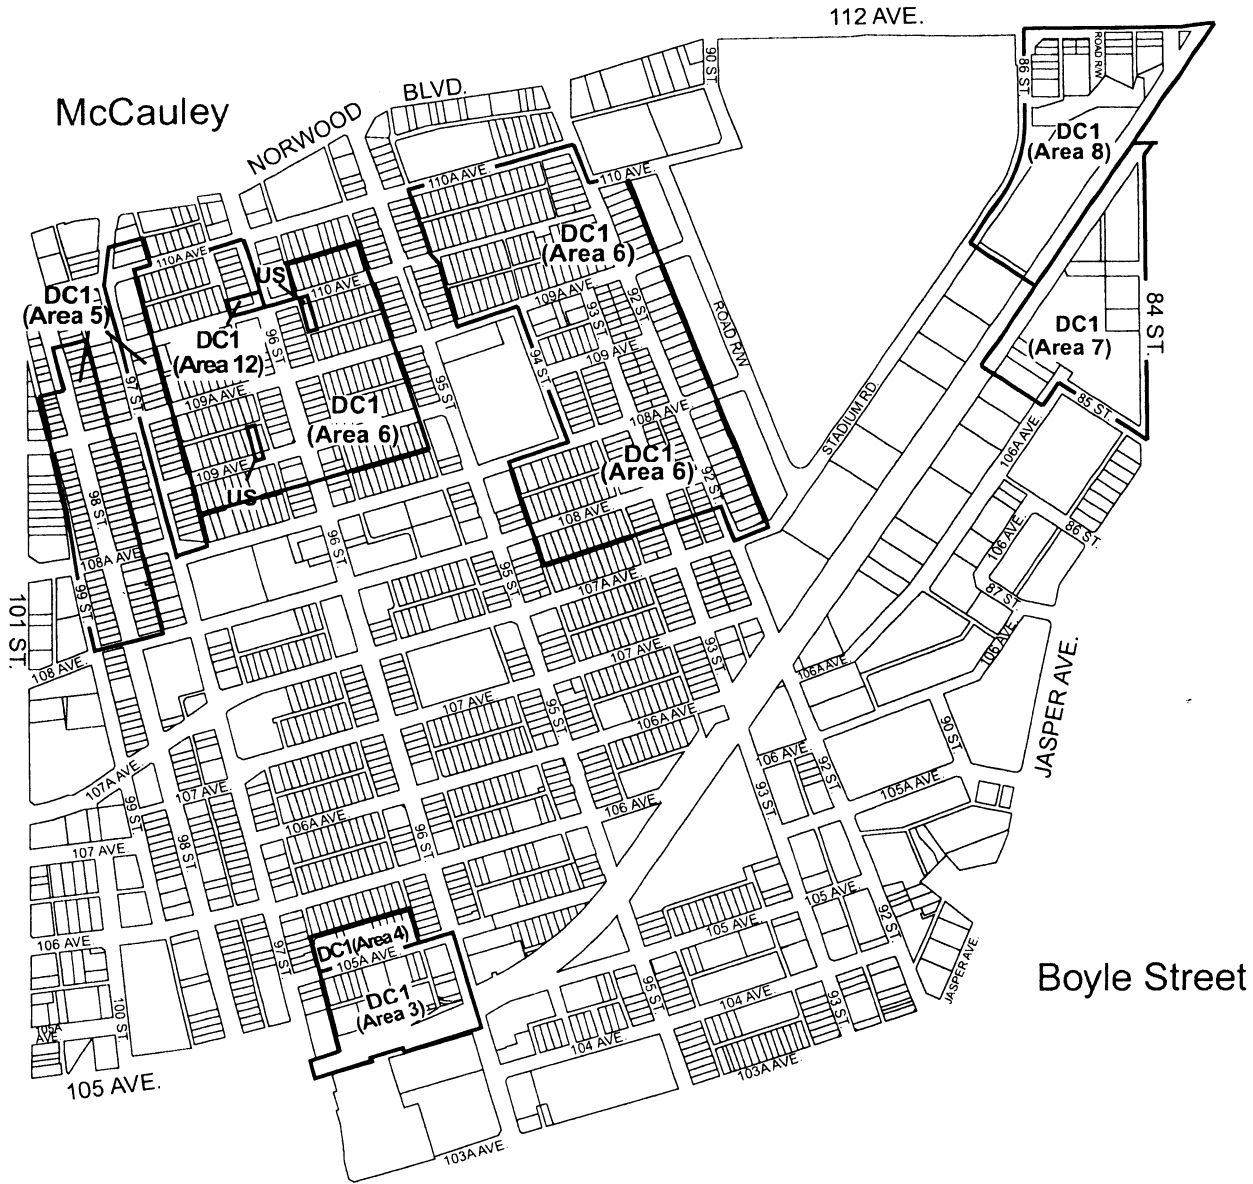 112 AVE.
McCauley
NORWOOD
BLVD.
90 ST.
86 ST.
ROAD R/W
DC1
(Area 8)
110A AVE.
110 AVE.
DC1
(Area 6)
110A AVE
US
110 AVE
DC1
(Area 5)
DC1
(Area 12)
96 ST
109A AVE
93 ST.
92 ST.
ROAD R/W
84 ST.
DC1
(Area 7)
97 ST.
94 ST.
109 AVE
95 ST
109A AVE
DC1
(Area 6)
108A AVE
STADIUM RD
85 ST.
106A AVE.
109 AVE
US
DC1
(Area 6)
92 ST.
98 ST.
108 AVE
96 ST.
106 AVE.
86 ST.
108A AVE
99 ST.
95 ST.
107A AVE.
87 ST.
101 ST.
108 AVE.
107 AVE.
93 ST.
106A AVE.
106 AVE.
107 AVE.
95 ST.
106A AVE.
90 ST.
JASPER AVE.
107A AVE.
107 AVE.
106 AVE.
92 ST.
105A AVE.
99 ST.
106A AVE.
106 AVE.
93 ST.
107 AVE.
98 ST.
96 ST.
105 AVE.
106 AVE.
97 ST.
DC1(Area 4)
105A AVE.
105 AVE.
92 ST.
JASPER AVE.
Boyle Street
DC1
(Area 3)
95 ST.
104 AVE.
93 ST.
105A
AVE.
100 ST.
104 AVE.
103A AVE.
105 AVE.
103A AVE.